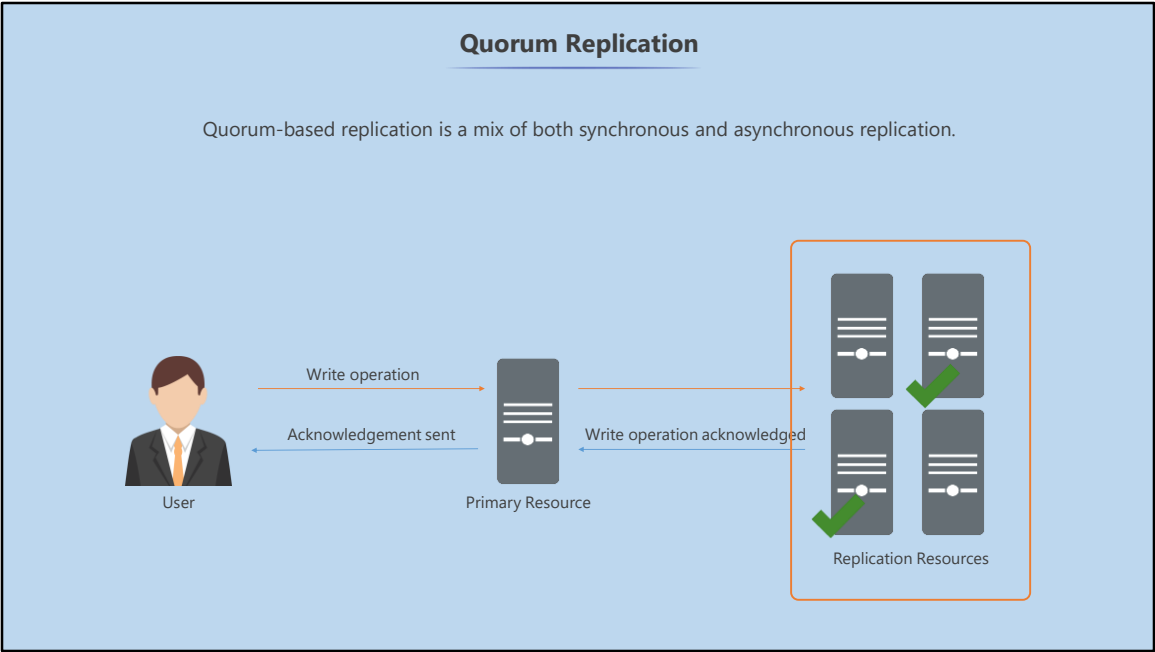 Quorum Replication
Quorum-based replication is a mix of both synchronous and asynchronous replication.
Write operation
Acknowledgement sent
Write operation acknowledged
User
Primary Resource
Replication Resources